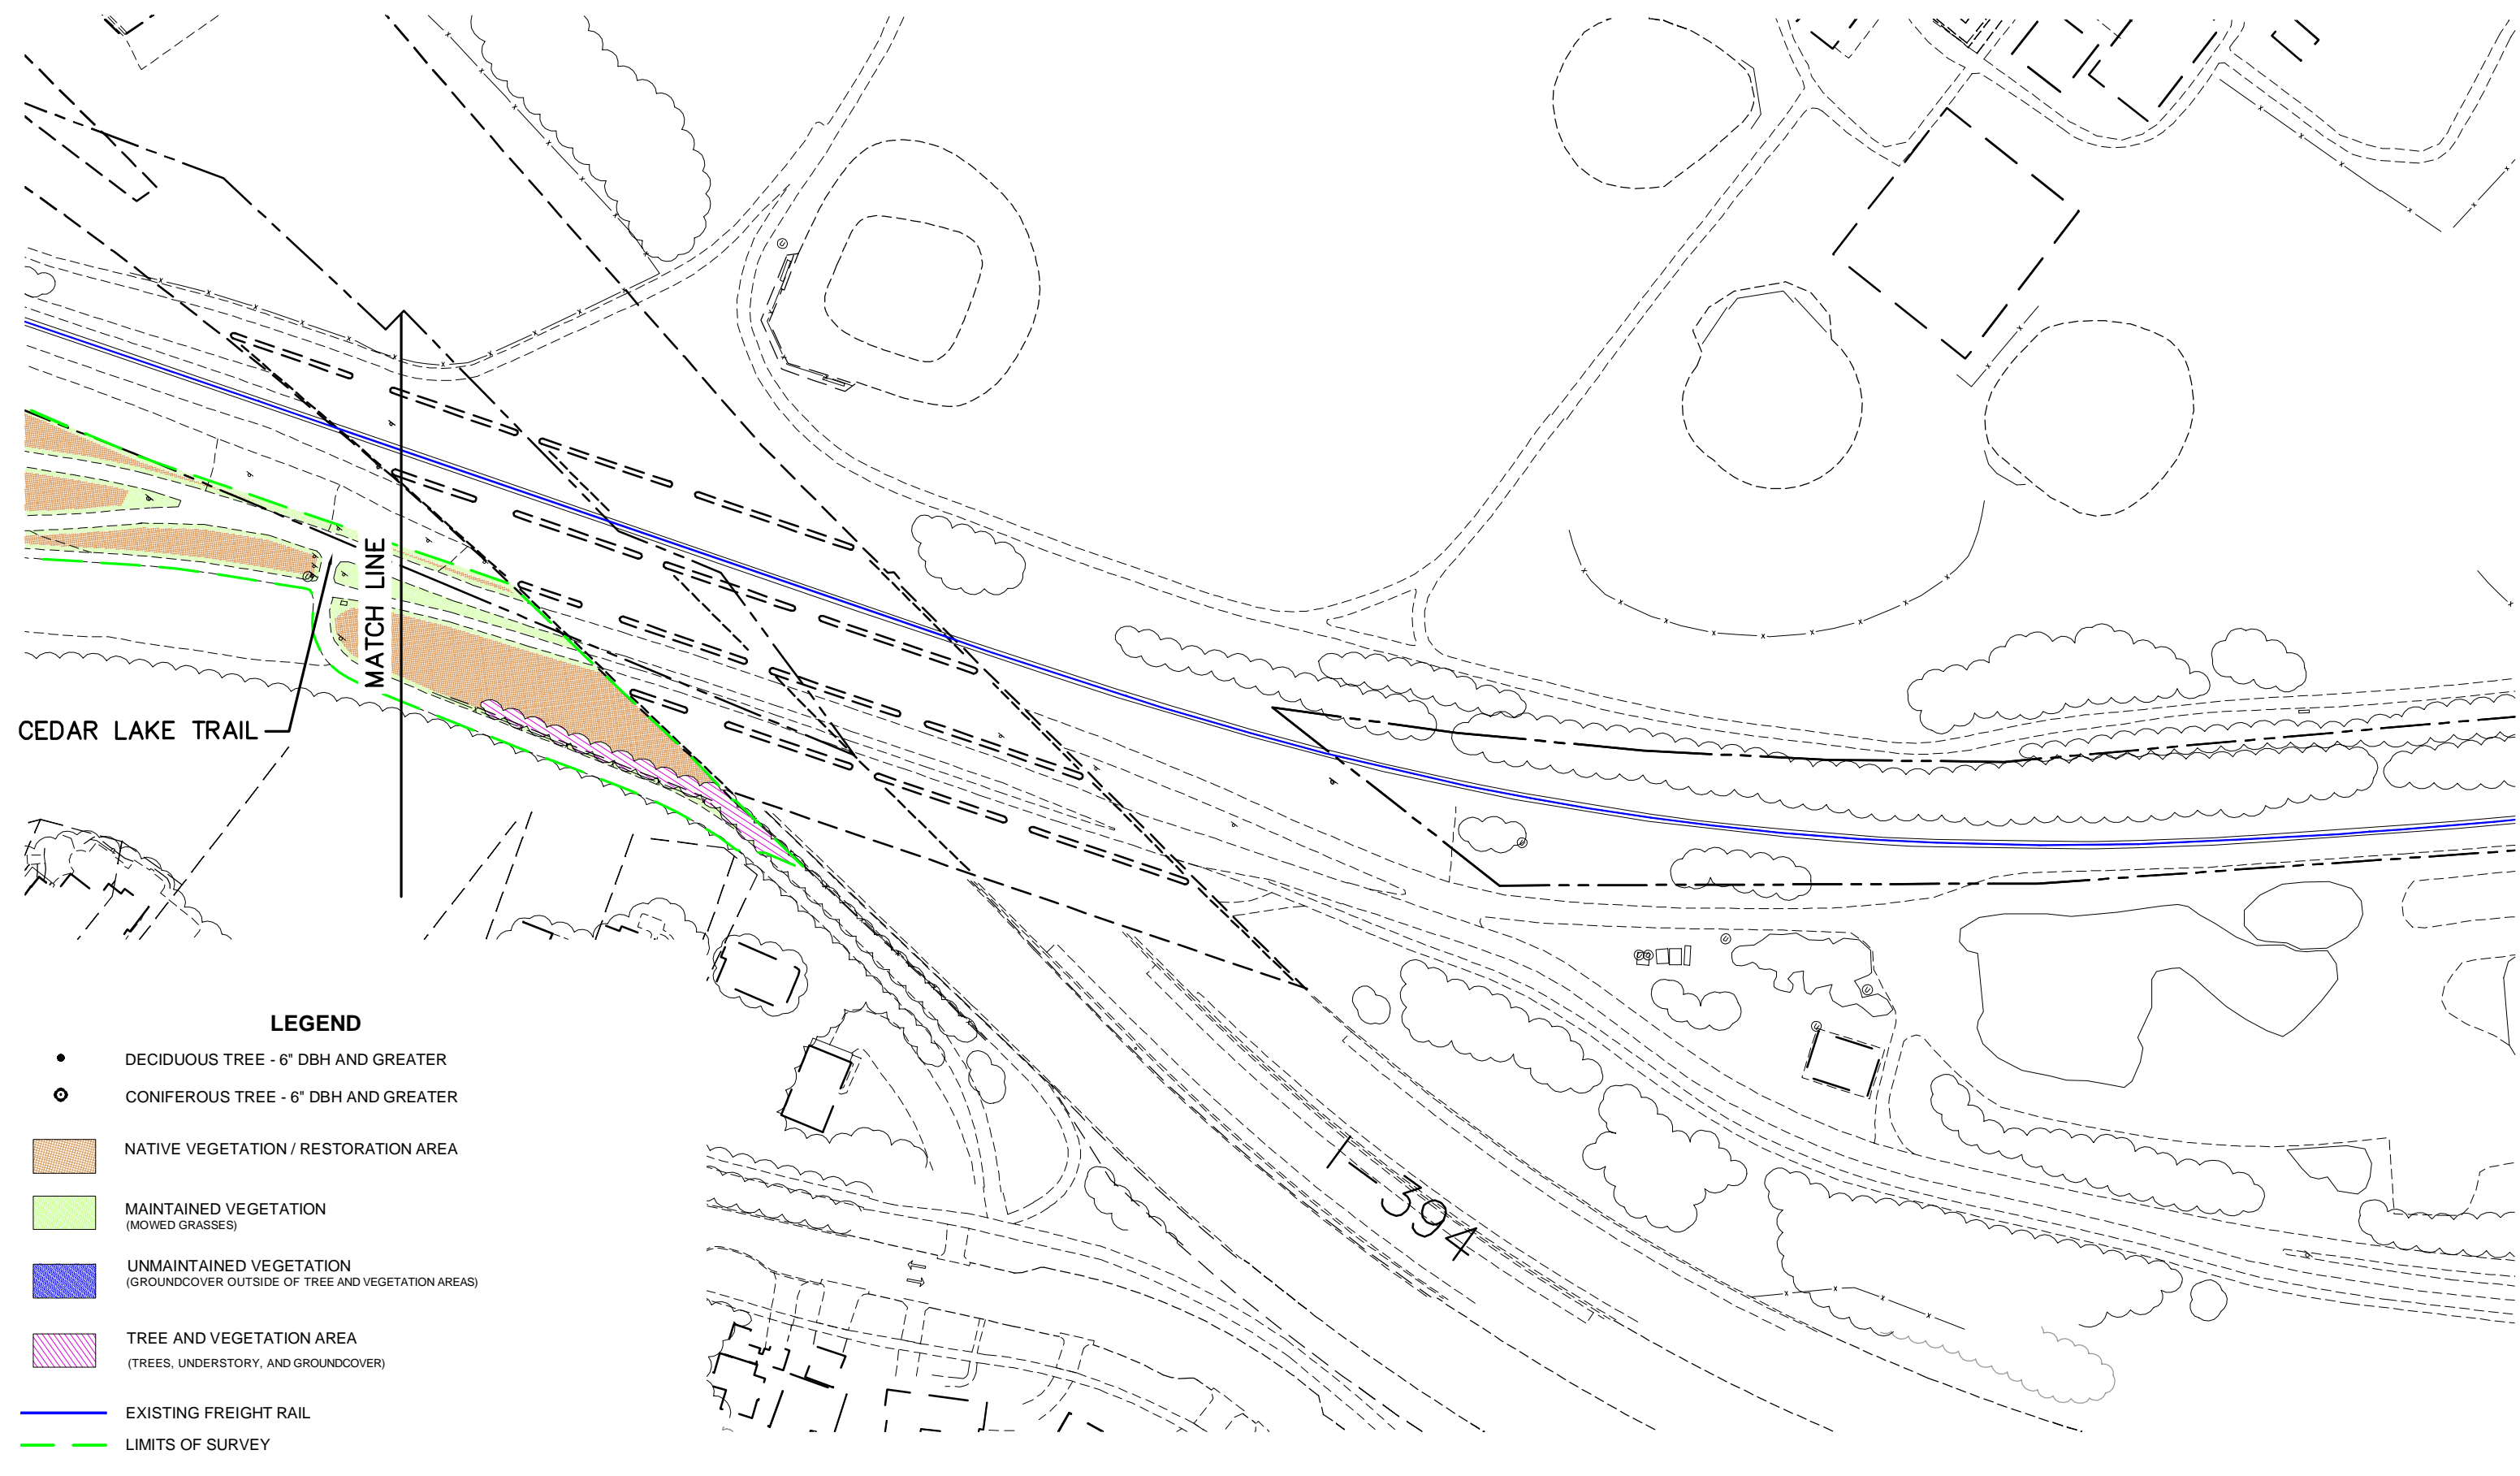 MATCH LINE
CEDAR LAKE TRAIL
I-394
LEGEND
DECIDUOUS TREE - 6" DBH AND GREATER
CONIFEROUS TREE - 6" DBH AND GREATER
NATIVE VEGETATION / RESTORATION AREA
MAINTAINED VEGETATION
(MOWED GRASSES)
UNMAINTAINED VEGETATION
(GROUNDCOVER OUTSIDE OF TREE AND VEGETATION AREAS)
TREE AND VEGETATION AREA
(TREES, UNDERSTORY, AND GROUNDCOVER)
EXISTING FREIGHT RAIL
LIMITS OF SURVEY